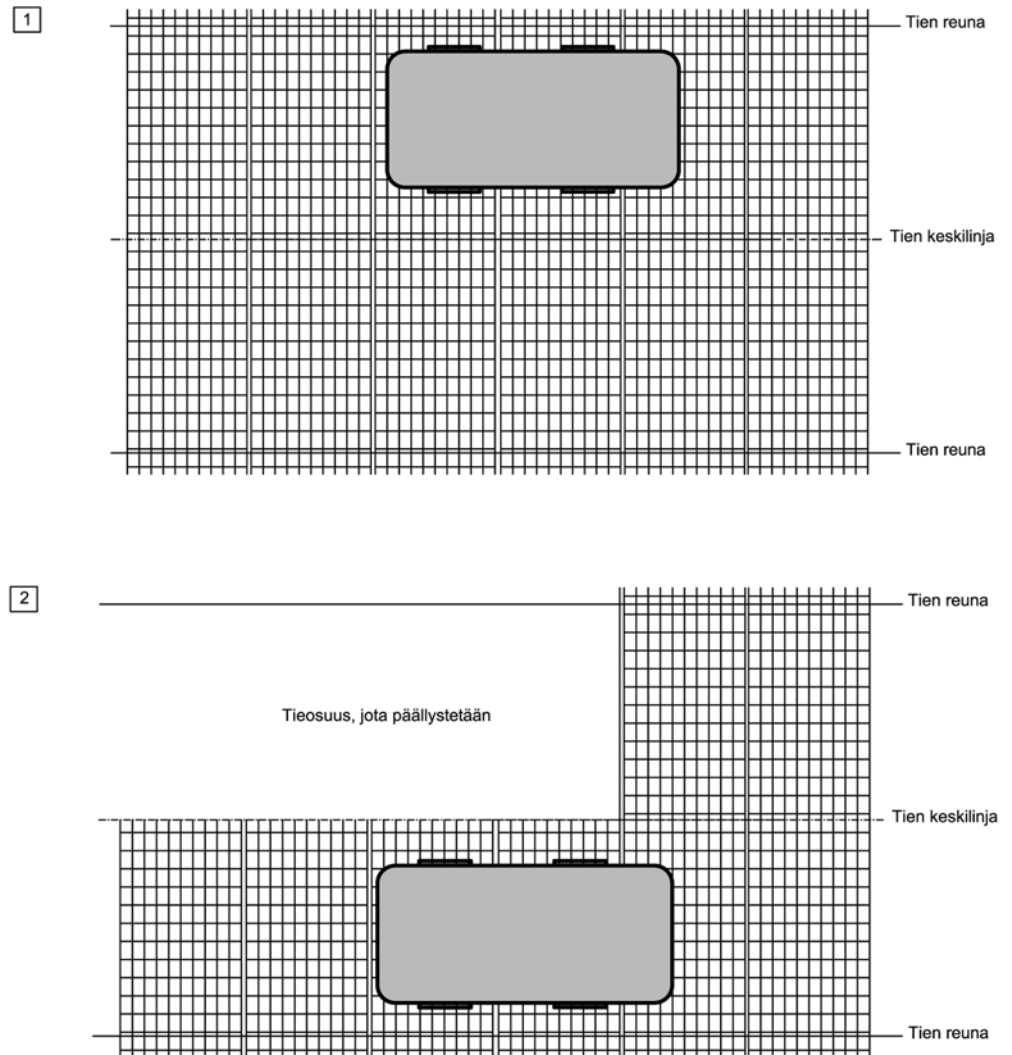 1
Tien reuna
Tien keskilinja
Tien reuna
2
Tien reuna
Tieosuus, jota päällystetään
Tien keskilinja
Tien reuna